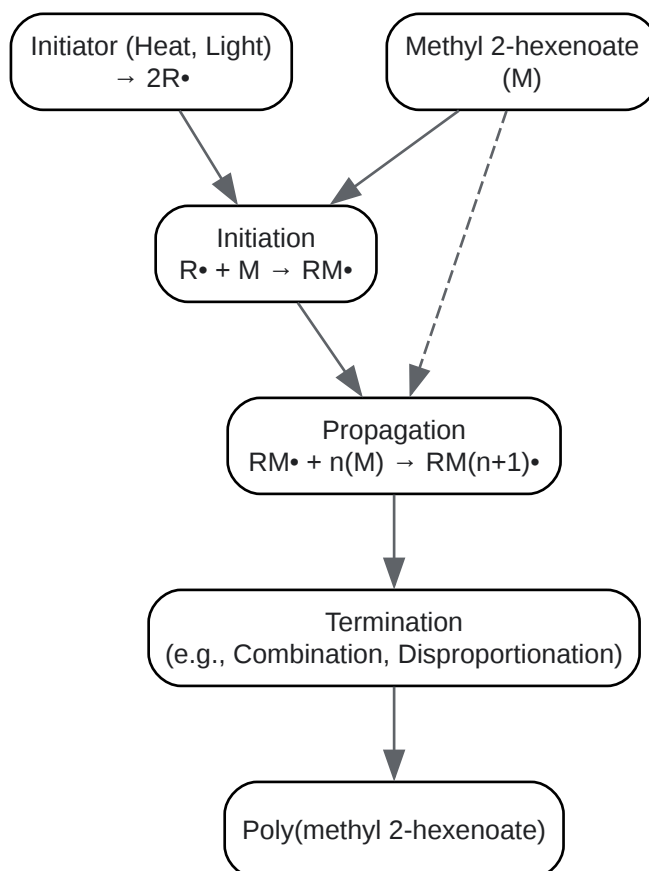 Initiator (Heat, Light)
→ 2R•
Methyl 2-hexenoate
(M)
Initiation
R• + M → RM•
Propagation
RM• + n(M) → RM(n+1)•
Termination
(e.g., Combination, Disproportionation)
Poly(methyl 2-hexenoate)